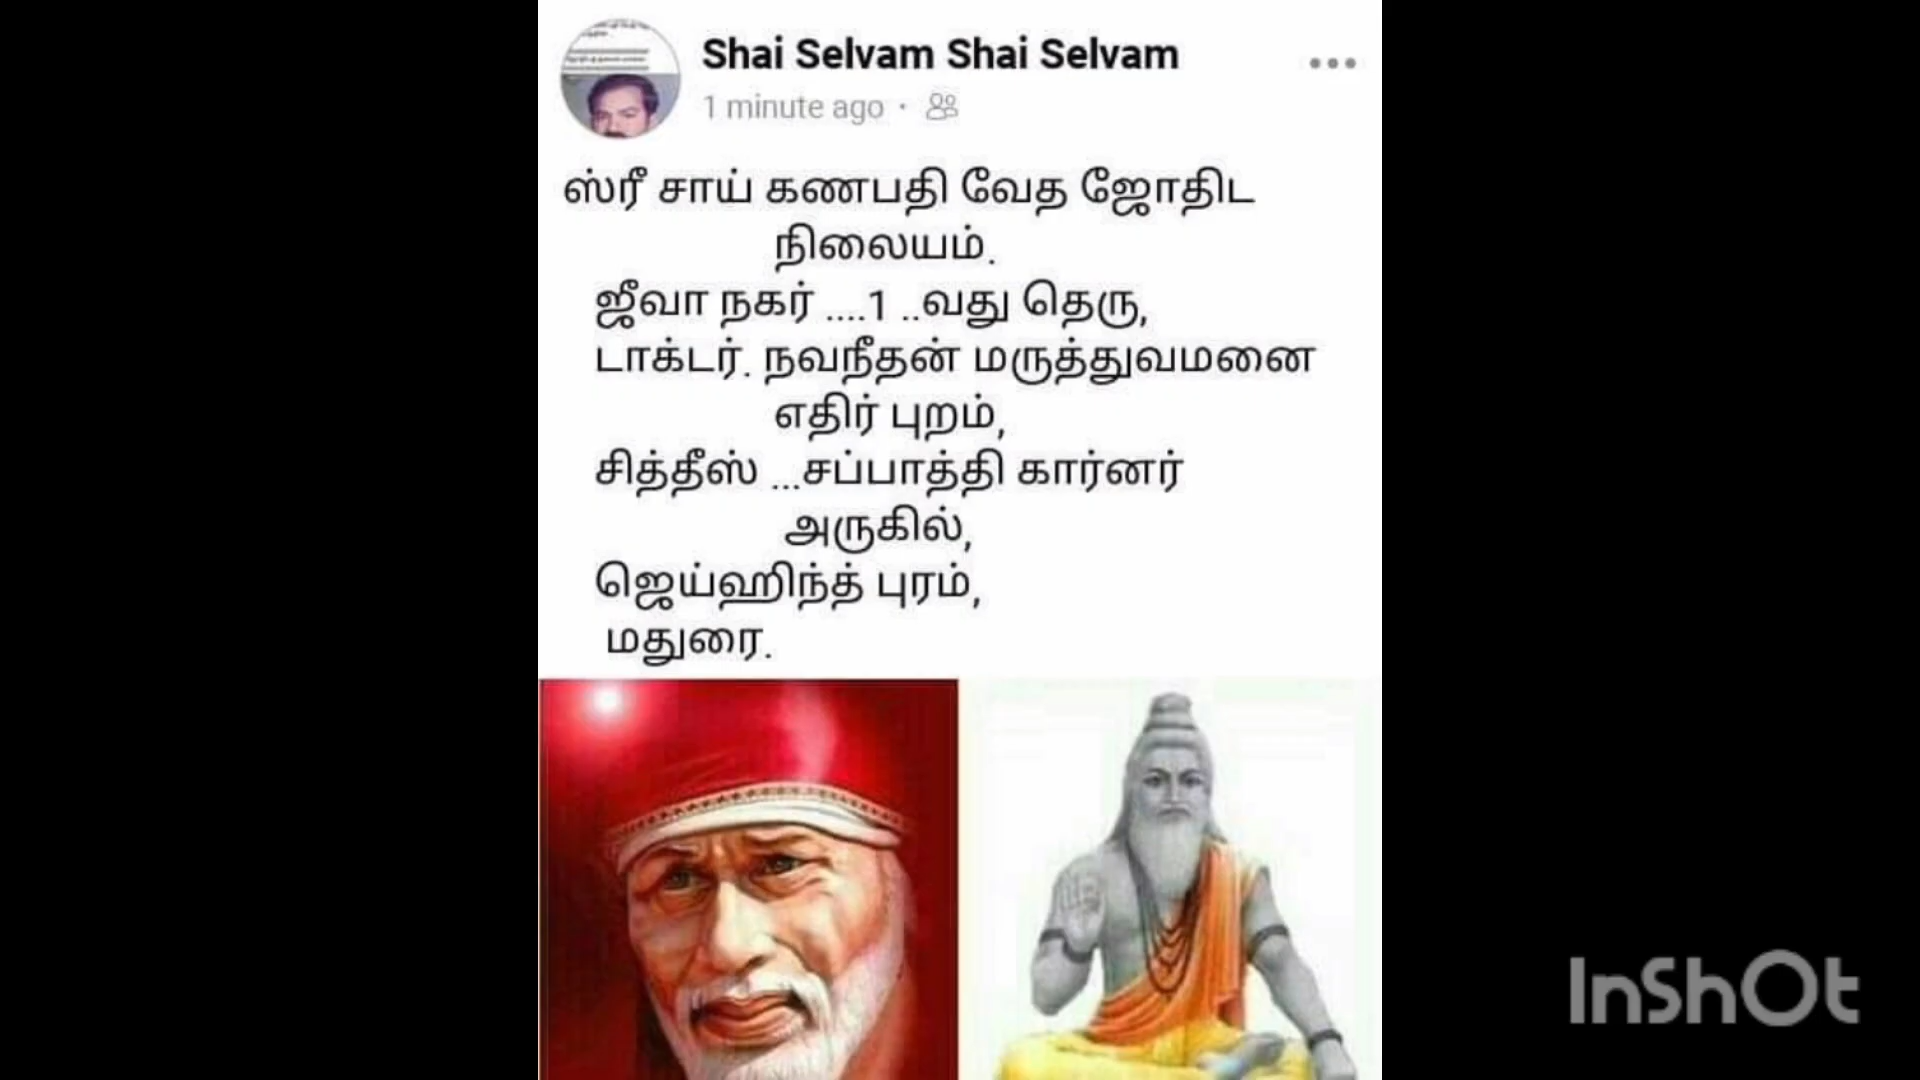 Shai Selvam Shai Selvam
1 minute ago
ஸ்ரீ சாய் கணபதி வேத ஜோதிட
நிலையம்.
ஜீவா நகர் ....1 ..வது தெரு,
டாக்டர். நவநீதன் மருத்துவமனை
எதிர் புறம்,
சித்தீஸ் ...சப்பாத்தி கார்னர்
அருகில்,
ஜெய்ஹிந்த் புரம்,
மதுரை.
InShOt